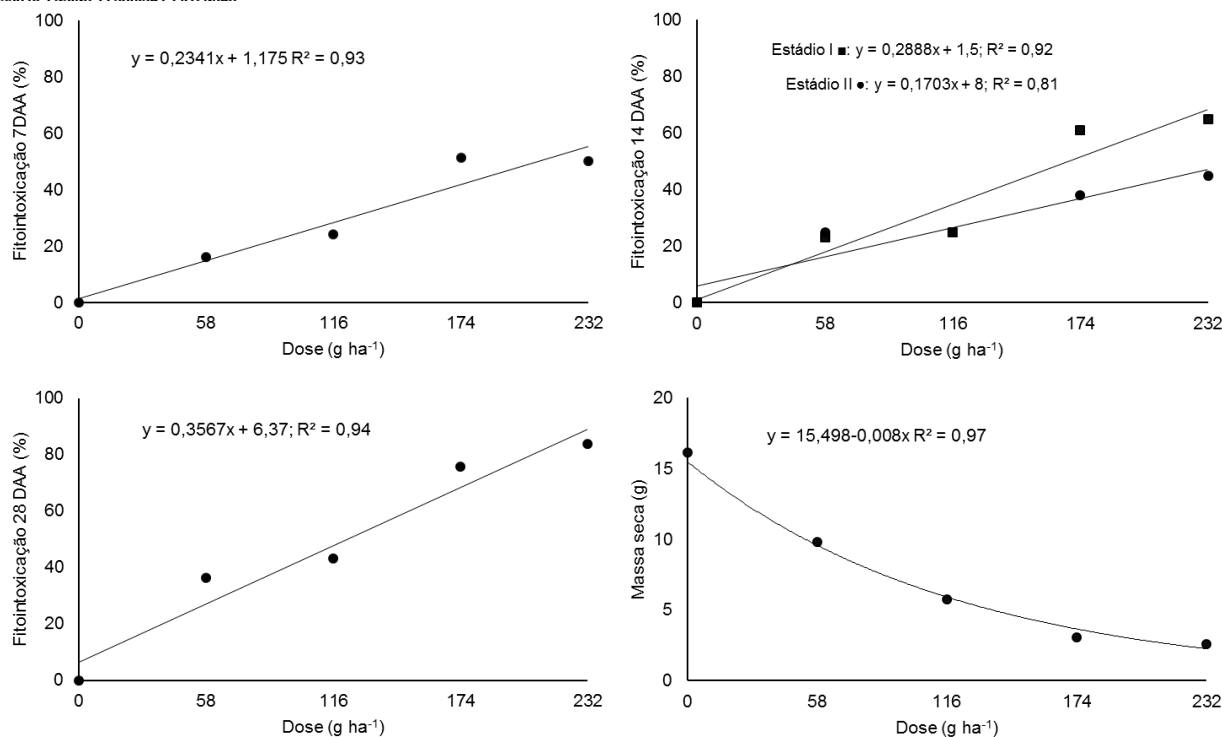 Fitointoxicação 7DAA (%)
100
80
60
40
20
0
y = 0,2341x + 1,175 R² = 0,93
0 58 116 174 232
Dose (g ha⁻¹)
Fitointoxicação 14 DAA (%)
100
80
60
40
20
0
Estádio I ■: y = 0,2888x + 1,5; R² = 0,92
Estádio II ●: y = 0,1703x + 8; R² = 0,81
0 58 116 174 232
Dose (g ha⁻¹)
Fitointoxicação 28 DAA (%)
100
80
60
40
20
0
y = 0,3567x + 6,37; R² = 0,94
0 58 116 174 232
Dose (g ha⁻¹)
Massa seca (g)
20
15
10
5
0
y = 15,498-0,008x R² = 0,97
0 58 116 174 232
Dose (g ha⁻¹)